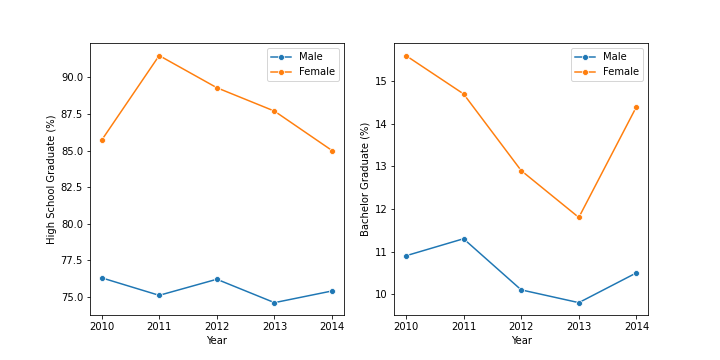 High School Graduate (%)
90.0
87.5
85.0
82.5
80.0
77.5
75.0
Male
Female
2010 2011 2012 2013 2014
Year
Bachelor Graduate (%)
15
14
13
12
11
10
Male
Female
2010 2011 2012 2013 2014
Year